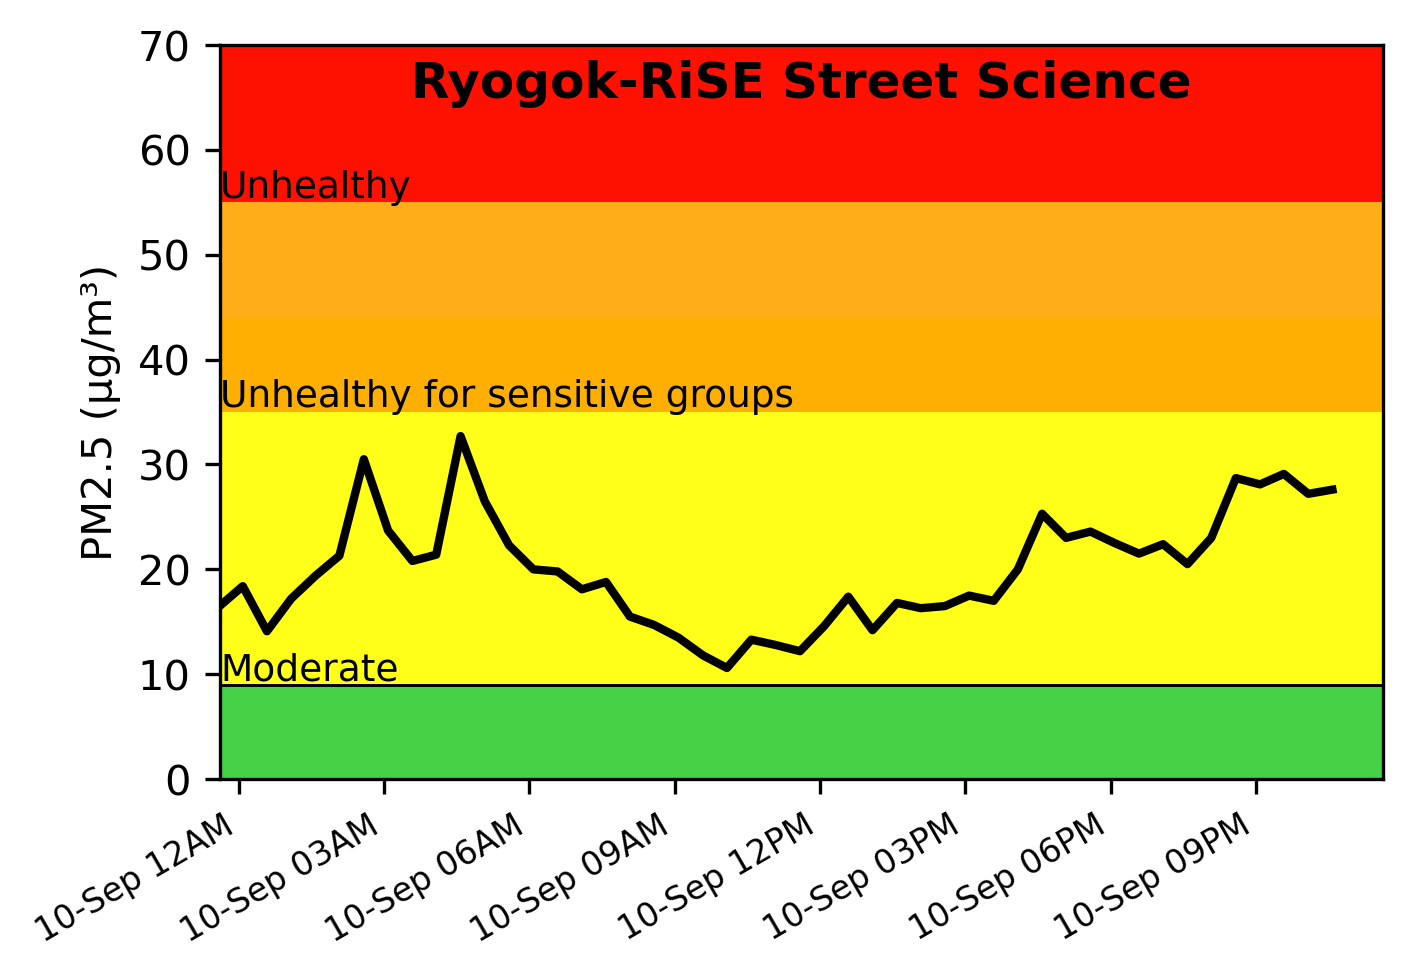 Ryogok-RiSE Street Science
70
60
50
40
30
20
10
0
PM2.5 (µg/m³)
Unhealthy
Unhealthy for sensitive groups
Moderate
10-Sep 12AM
10-Sep 03AM
10-Sep 06AM
10-Sep 09AM
10-Sep 12PM
10-Sep 03PM
10-Sep 06PM
10-Sep 09PM